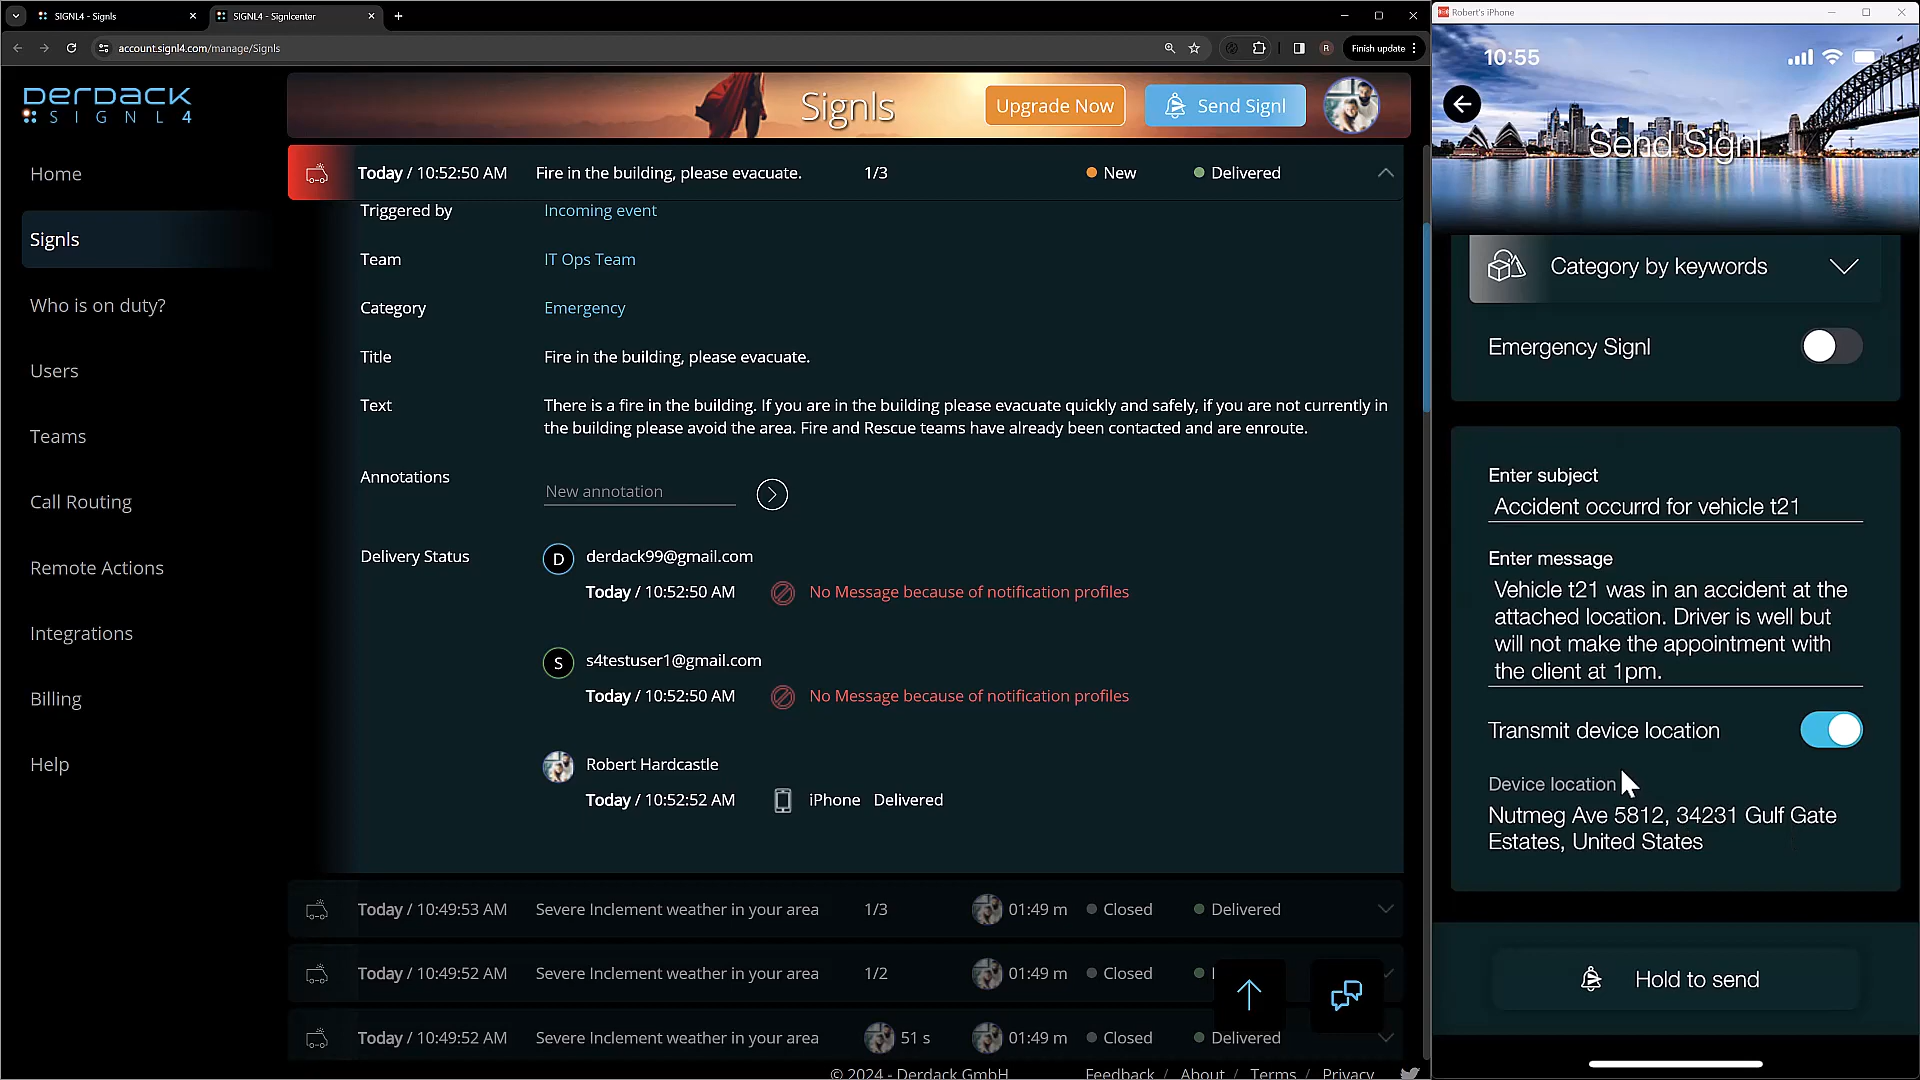 SIGNL4 - Signls
SIGNL4 - Signlcenter
account.signl4.com/manage/Signls
R
Finish update
DERDACK
SIGNL4
Home
Signls
Who is on duty?
Users
Teams
Call Routing
Remote Actions
Integrations
Billing
Help
Signls
Upgrade Now
Send Signl
Today / 10:52:50 AM Fire in the building, please evacuate. 1/3 New Delivered
Triggered by Incoming event
Team IT Ops Team
Category Emergency
Title Fire in the building, please evacuate.
Text There is a fire in the building. If you are in the building please evacuate quickly and safely, if you are not currently in
the building please avoid the area. Fire and Rescue teams have already been contacted and are enroute.
Annotations New annotation
Delivery Status D derdack99@gmail.com
Today / 10:52:50 AM No Message because of notification profiles
S s4testuser1@gmail.com
Today / 10:52:50 AM No Message because of notification profiles
Robert Hardcastle
Today / 10:52:52 AM iPhone Delivered
Today / 10:49:53 AM Severe Inclement weather in your area 1/3 01:49 m Closed Delivered
Today / 10:49:52 AM Severe Inclement weather in your area 1/2 01:49 m Closed
Today / 10:49:52 AM Severe Inclement weather in your area 51 s 01:49 m Closed Delivered
© 2024 - Derdack GmbH Feedback / About / Terms / Privacy
Robert's iPhone
10:55
Send Signl
Category by keywords
Emergency Signl
Enter subject
Accident occurrd for vehicle t21
Enter message
Vehicle t21 was in an accident at the
attached location. Driver is well but
will not make the appointment with
the client at 1pm.
Transmit device location
Device location
Nutmeg Ave 5812, 34231 Gulf Gate
Estates, United States
Hold to send